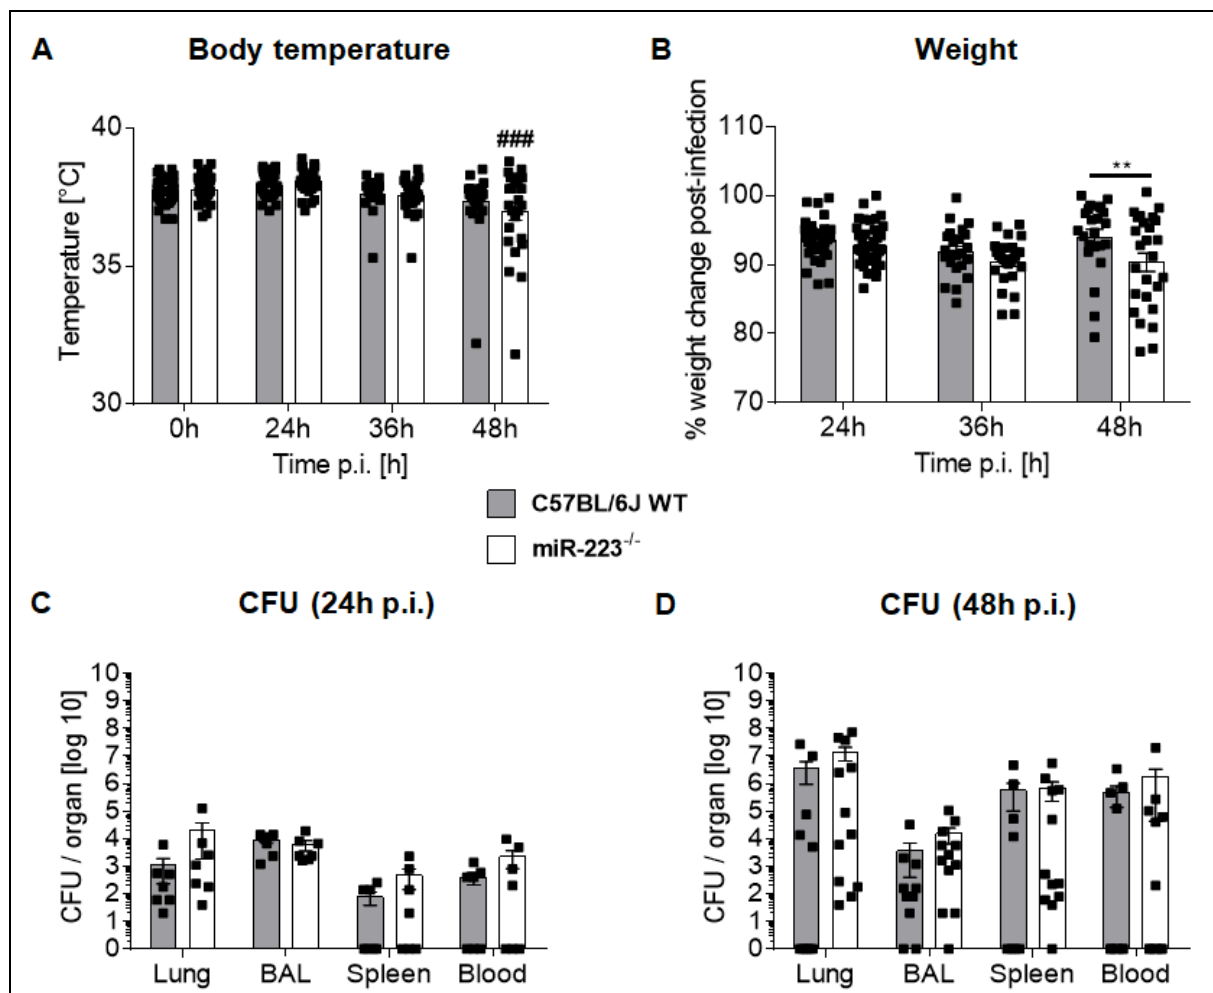 A Body temperature
Temperature [°C]
40
35
30
###
0h 24h 36h 48h
Time p.i. [h]
B Weight
% weight change post-infection
110
100
90
80
70
**
24h 36h 48h
Time p.i. [h]
C57BL/6J WT
miR-223-/-
C CFU (24h p.i.)
CFU / organ [log 10]
10
9
8
7
6
5
4
3
2
1
0
Lung BAL Spleen Blood
D CFU (48h p.i.)
CFU / organ [log 10]
10
9
8
7
6
5
4
3
2
1
0
Lung BAL Spleen Blood